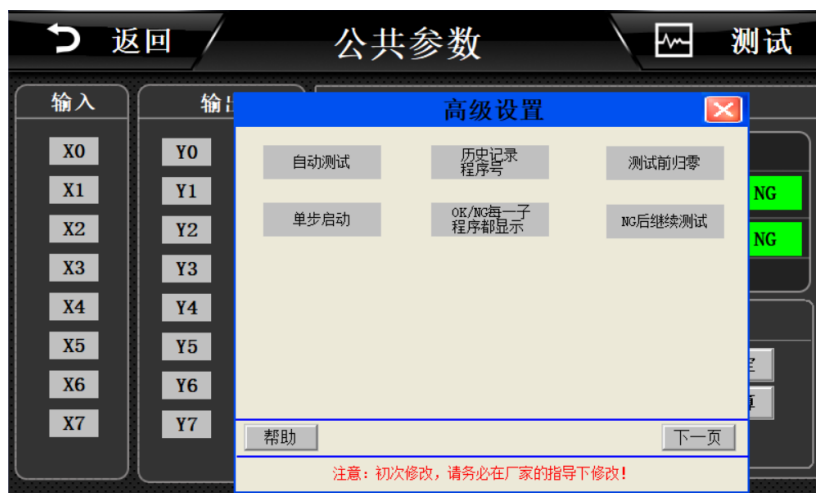 返回
公共参数
测试
输入
输
高级设置
X0
Y0
自动测试
历史记录
程序号
测试前归零
X1
Y1
NG
单步启动
OK/NG每一子
程序都显示
NG后继续测试
X2
Y2
NG
X3
Y3
X4
Y4
X5
Y5
X6
Y6
X7
Y7
帮助
下一页
注意：初次修改，请务必在厂家的指导下修改！